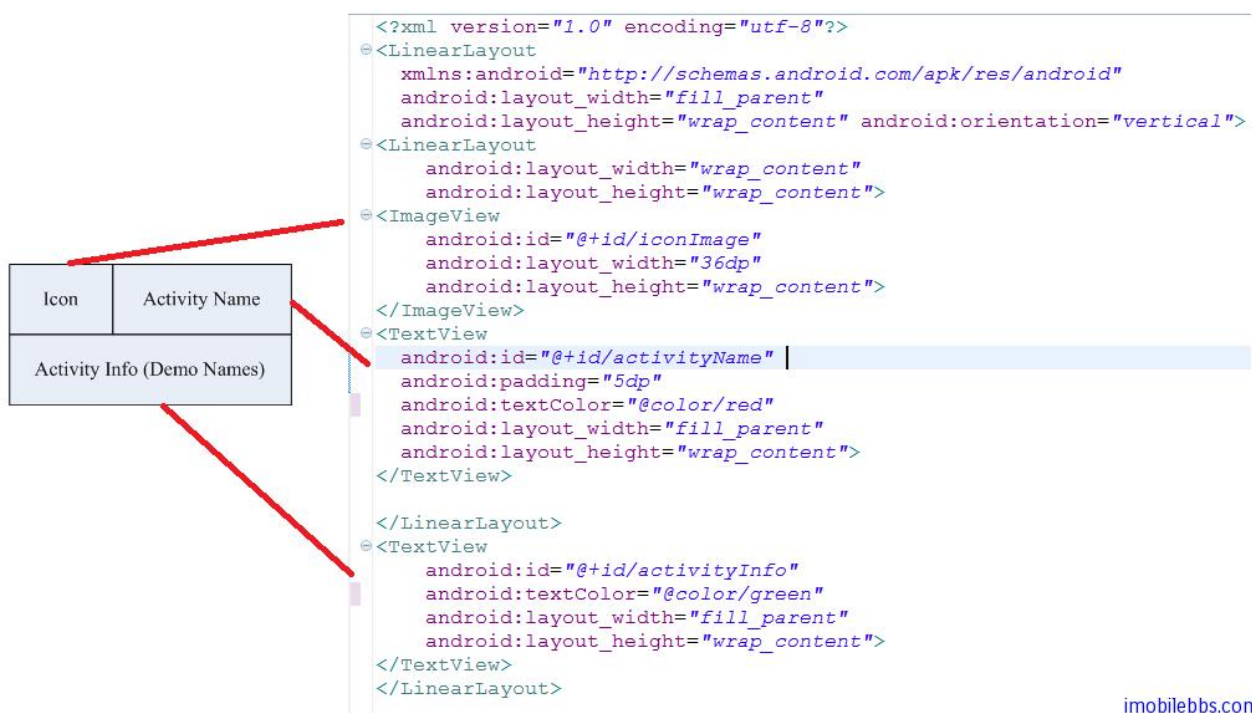 Icon
Activity Name
Activity Info (Demo Names)
<?xml version="1.0" encoding="utf-8"?>
<LinearLayout
xmlns:android="http://schemas.android.com/apk/res/android"
android:layout_width="fill_parent"
android:layout_height="wrap_content" android:orientation="vertical">
<LinearLayout
android:layout_width="wrap_content"
android:layout_height="wrap_content">
<ImageView
android:id="@+id/iconImage"
android:layout_width="36dp"
android:layout_height="wrap_content">
</ImageView>
<TextView
android:id="@+id/activityName"
android:padding="5dp"
android:textColor="@color/red"
android:layout_width="fill_parent"
android:layout_height="wrap_content">
</TextView>
</LinearLayout>
<TextView
android:id="@+id/activityInfo"
android:textColor="@color/green"
android:layout_width="fill_parent"
android:layout_height="wrap_content">
</TextView>
</LinearLayout>
imobilebbs.com